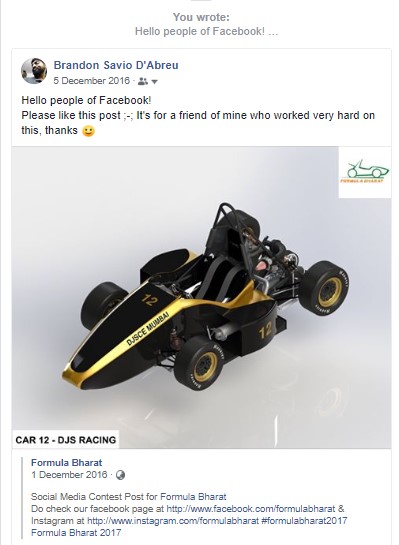 You wrote:
Hello people of Facebook! ...
Brandon Savio D'Abreu
5 December 2016 ·
Hello people of Facebook!
Please like this post ;-; It's for a friend of mine who worked very hard on
this, thanks 😉
FORMULA BHARAT
12
DJSCE MUMBAI
12
CAR 12 - DJS RACING
Formula Bharat
1 December 2016 ·
Social Media Contest Post for Formula Bharat
Do check our facebook page at http://www.facebook.com/formulabharat &
Instagram at http://www.instagram.com/formulabharat #formulabharat2017
Formula Bharat 2017